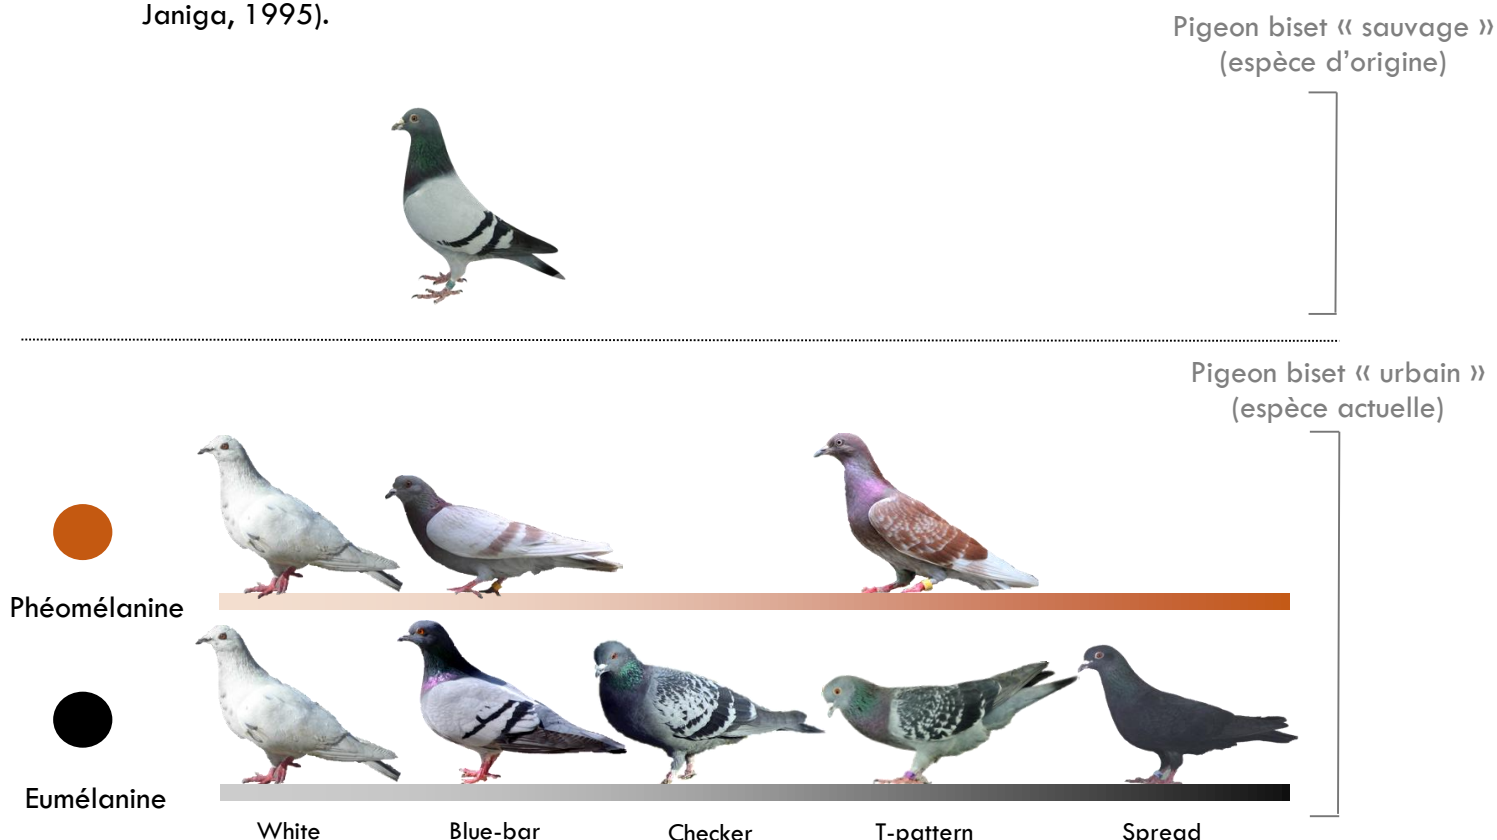 Janiga, 1995).
Pigeon biset « sauvage »
(espèce d’origine)
Pigeon biset « urbain »
(espèce actuelle)
Phéomélanine
Eumélanine
White
Blue-bar
Checker
T-pattern
Spread